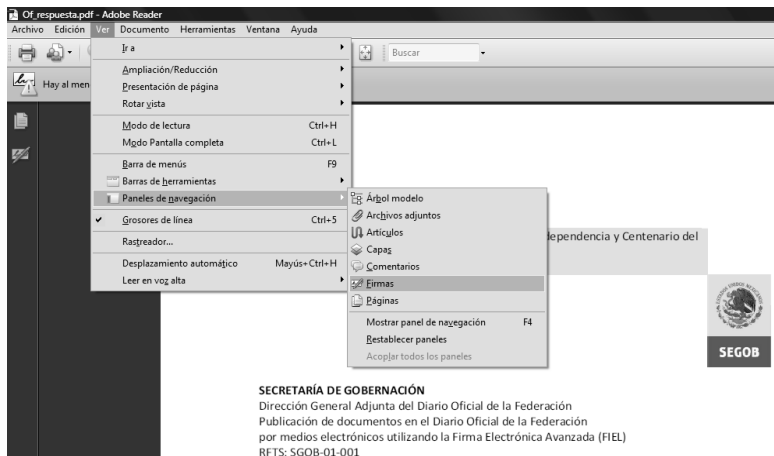 Of_respuesta.pdf - Adobe Reader
Archivo Edición Ver Documento Herramientas Ventana Ayuda
Buscar
Hay al men
Ir a
Ampliación/Reducción
Presentación de página
Rotar vista
Modo de lectura Ctrl+H
Modo Pantalla completa Ctrl+L
Barra de menús F9
Barras de herramientas
Paneles de navegación
Grosores de línea Ctrl+5
Rastreador...
Desplazamiento automático Mayús+Ctrl+H
Leer en voz alta
Árbol modelo
Archivos adjuntos
Artículos
Capas
Comentarios
Firmas
Páginas
Mostrar panel de navegación F4
Restablecer paneles
Acoplar todos los paneles
dependencia y Centenario del
ESTADOS UNIDOS MEXICANOS
SEGOB
SECRETARÍA DE GOBERNACIÓN
Dirección General Adjunta del Diario Oficial de la Federación
Publicación de documentos en el Diario Oficial de la Federación
por medios electrónicos utilizando la Firma Electrónica Avanzada (FIEL)
RFTS: SGOB-01-001